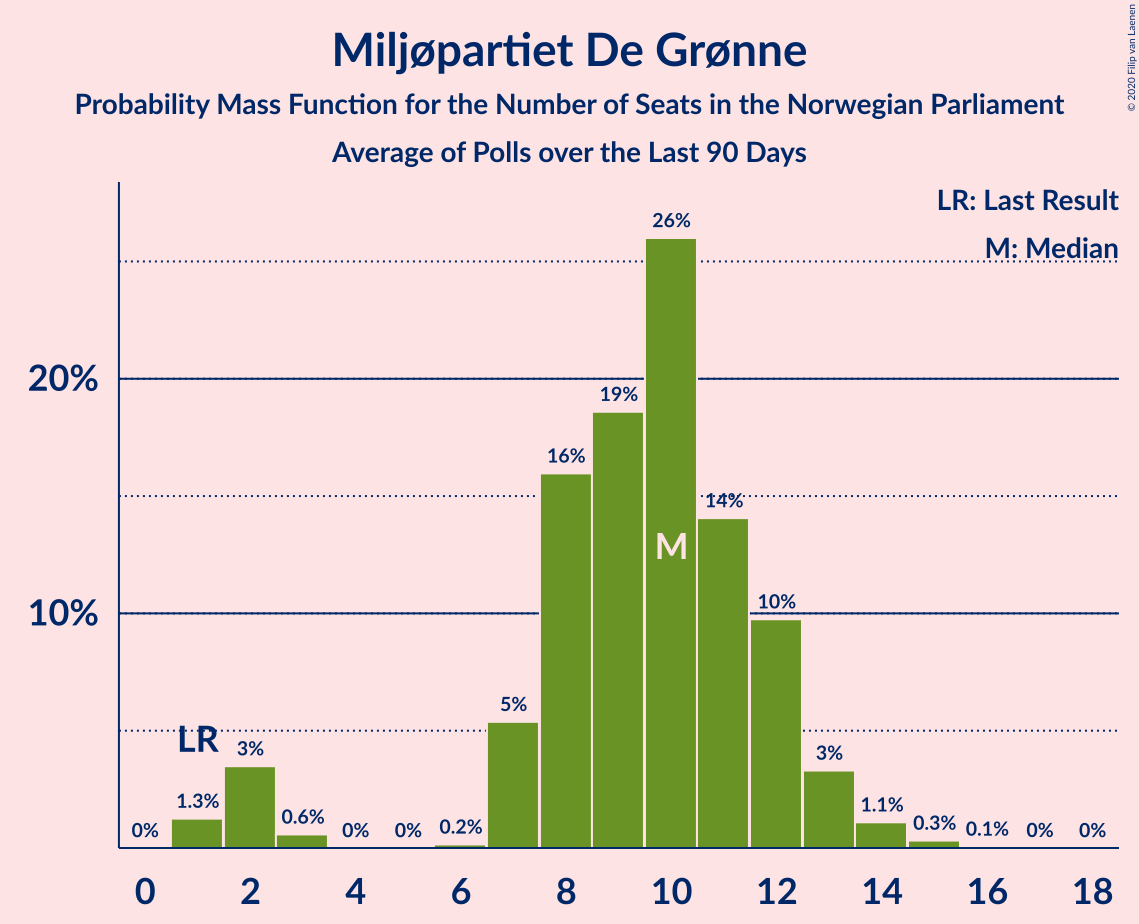 Miljøpartiet De Grønne
Probability Mass Function for the Number of Seats in the Norwegian Parliament
Average of Polls over the Last 90 Days
© 2020 Filip van Laenen
LR: Last Result
M: Median
20%
10%
0%
LR
1.3%
3%
0.6%
0%
0%
0.2%
5%
16%
19%
26%
M
14%
10%
3%
1.1%
0.3%
0.1%
0%
0%
0 2 4 6 8 10 12 14 16 18